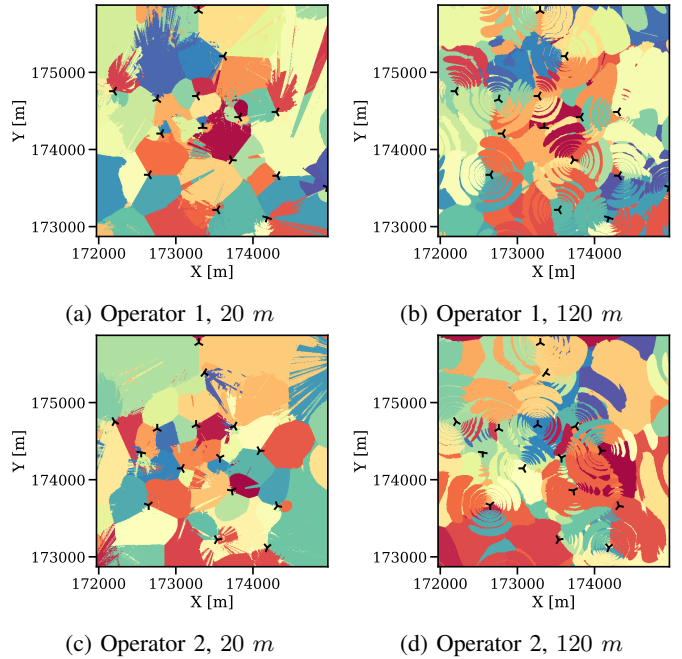 175000
174000
173000
Y [m]
172000 173000 174000
X [m]
(a) Operator 1, 20 m
175000
174000
173000
Y [m]
172000 173000 174000
X [m]
(b) Operator 1, 120 m
175000
174000
173000
Y [m]
172000 173000 174000
X [m]
(c) Operator 2, 20 m
175000
174000
173000
Y [m]
172000 173000 174000
X [m]
(d) Operator 2, 120 m